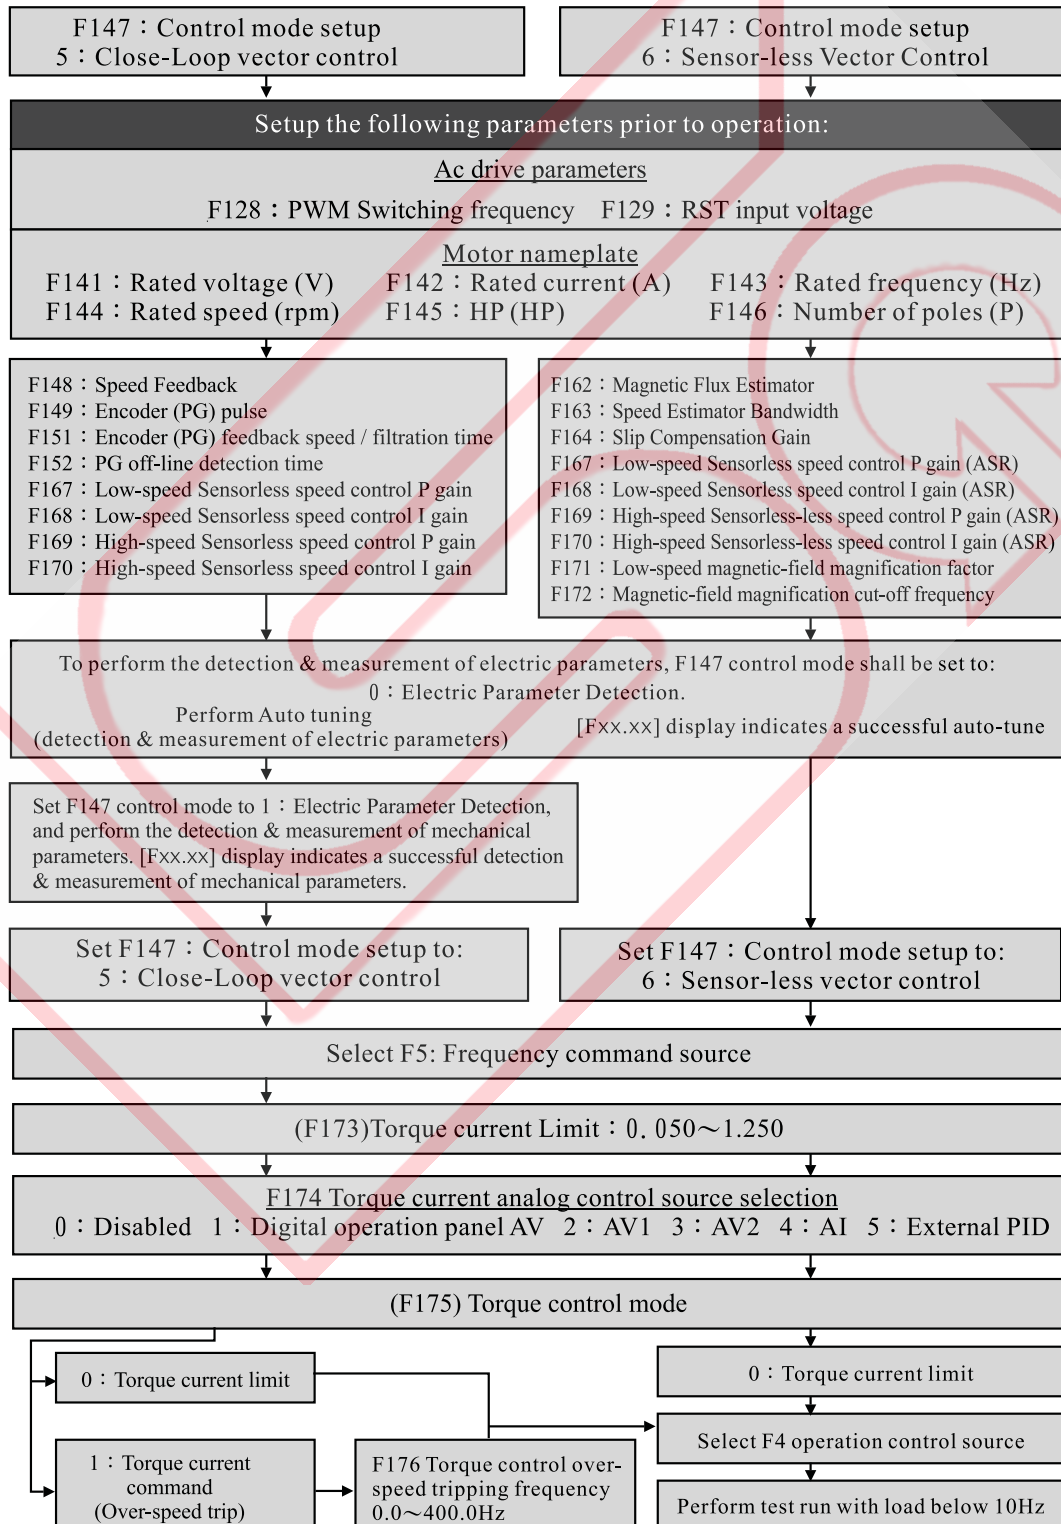 F147：Control mode setup
5：Close-Loop vector control
F147：Control mode setup
6：Sensor-less Vector Control
Setup the following parameters prior to operation:
Ac drive parameters
F128：PWM Switching frequency F129：RST input voltage
Motor nameplate
F141：Rated voltage (V) F142：Rated current (A) F143：Rated frequency (Hz)
F144：Rated speed (rpm) F145：HP (HP) F146：Number of poles (P)
F148：Speed Feedback
F149：Encoder (PG) pulse
F151：Encoder (PG) feedback speed / filtration time
F152：PG off-line detection time
F167：Low-speed Sensorless speed control P gain
F168：Low-speed Sensorless speed control I gain
F169：High-speed Sensorless speed control P gain
F170：High-speed Sensorless speed control I gain
F162：Magnetic Flux Estimator
F163：Speed Estimator Bandwidth
F164：Slip Compensation Gain
F167：Low-speed Sensorless speed control P gain (ASR)
F168：Low-speed Sensorless speed control I gain (ASR)
F169：High-speed Sensorless-less speed control P gain (ASR)
F170：High-speed Sensorless-less speed control I gain (ASR)
F171：Low-speed magnetic-field magnification factor
F172：Magnetic-field magnification cut-off frequency
To perform the detection & measurement of electric parameters, F147 control mode shall be set to:
0：Electric Parameter Detection.
Perform Auto tuning
(detection & measurement of electric parameters)
[Fxx.xx] display indicates a successful auto-tune
Set F147 control mode to 1：Electric Parameter Detection,
and perform the detection & measurement of mechanical
parameters. [Fxx.xx] display indicates a successful detection
& measurement of mechanical parameters.
Set F147：Control mode setup to:
5：Close-Loop vector control
Set F147：Control mode setup to:
6：Sensor-less vector control
Select F5: Frequency command source
(F173)Torque current Limit：0. 050～1.250
F174 Torque current analog control source selection
0：Disabled 1：Digital operation panel AV 2：AV1 3：AV2 4：AI 5：External PID
(F175) Torque control mode
0：Torque current limit
0：Torque current limit
Select F4 operation control source
1：Torque current
command
(Over-speed trip)
F176 Torque control over-
speed tripping frequency
0.0～400.0Hz
Perform test run with load below 10Hz